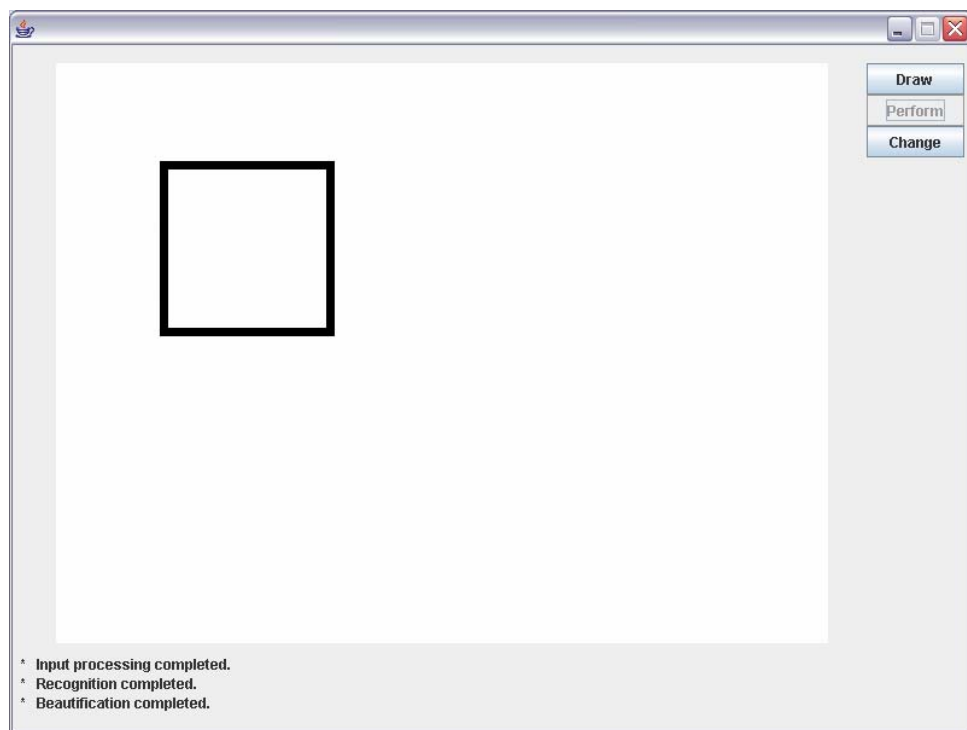 Draw
Perform
Change
* Input processing completed.
* Recognition completed.
* Beautification completed.